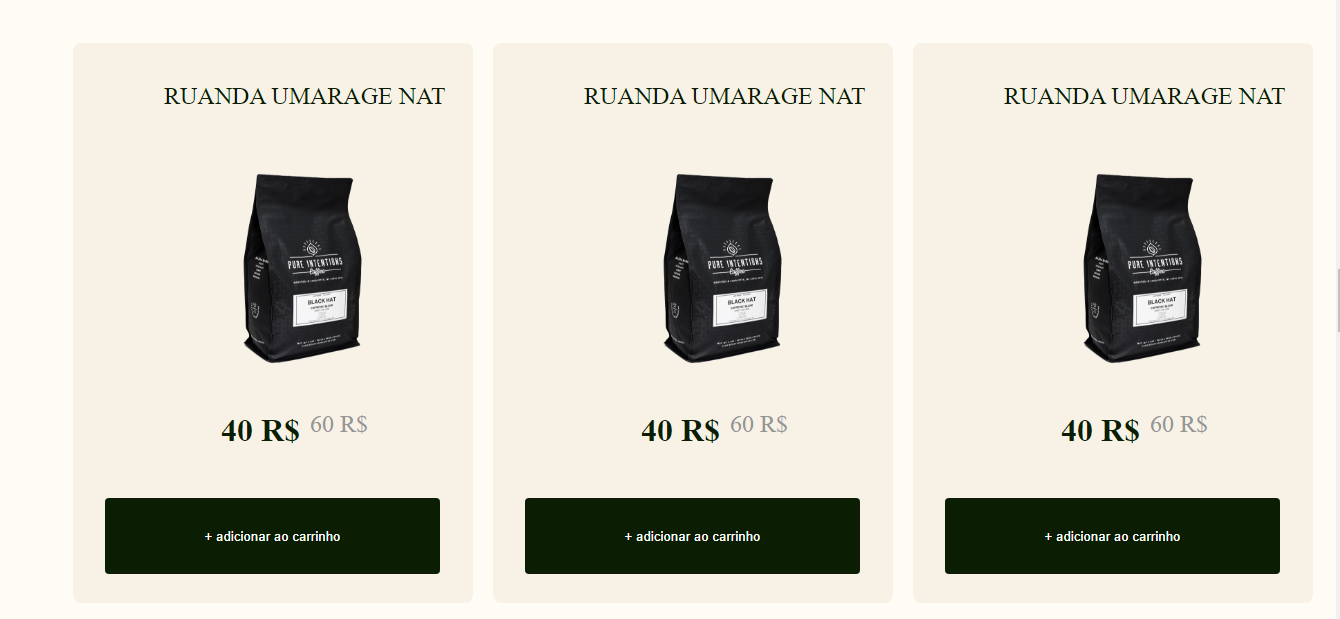 RUANDA UMARAGE NAT RUANDA UMARAGE NAT RUANDA UMARAGE NAT
PURE INTENTIONS PURE INTENTIONS PURE INTENTIONS
Coffee Coffee Coffee
BLACK HAT BLACK HAT BLACK HAT
40 R$ 60 R$ 40 R$ 60 R$ 40 R$ 60 R$
+ adicionar ao carrinho + adicionar ao carrinho + adicionar ao carrinho